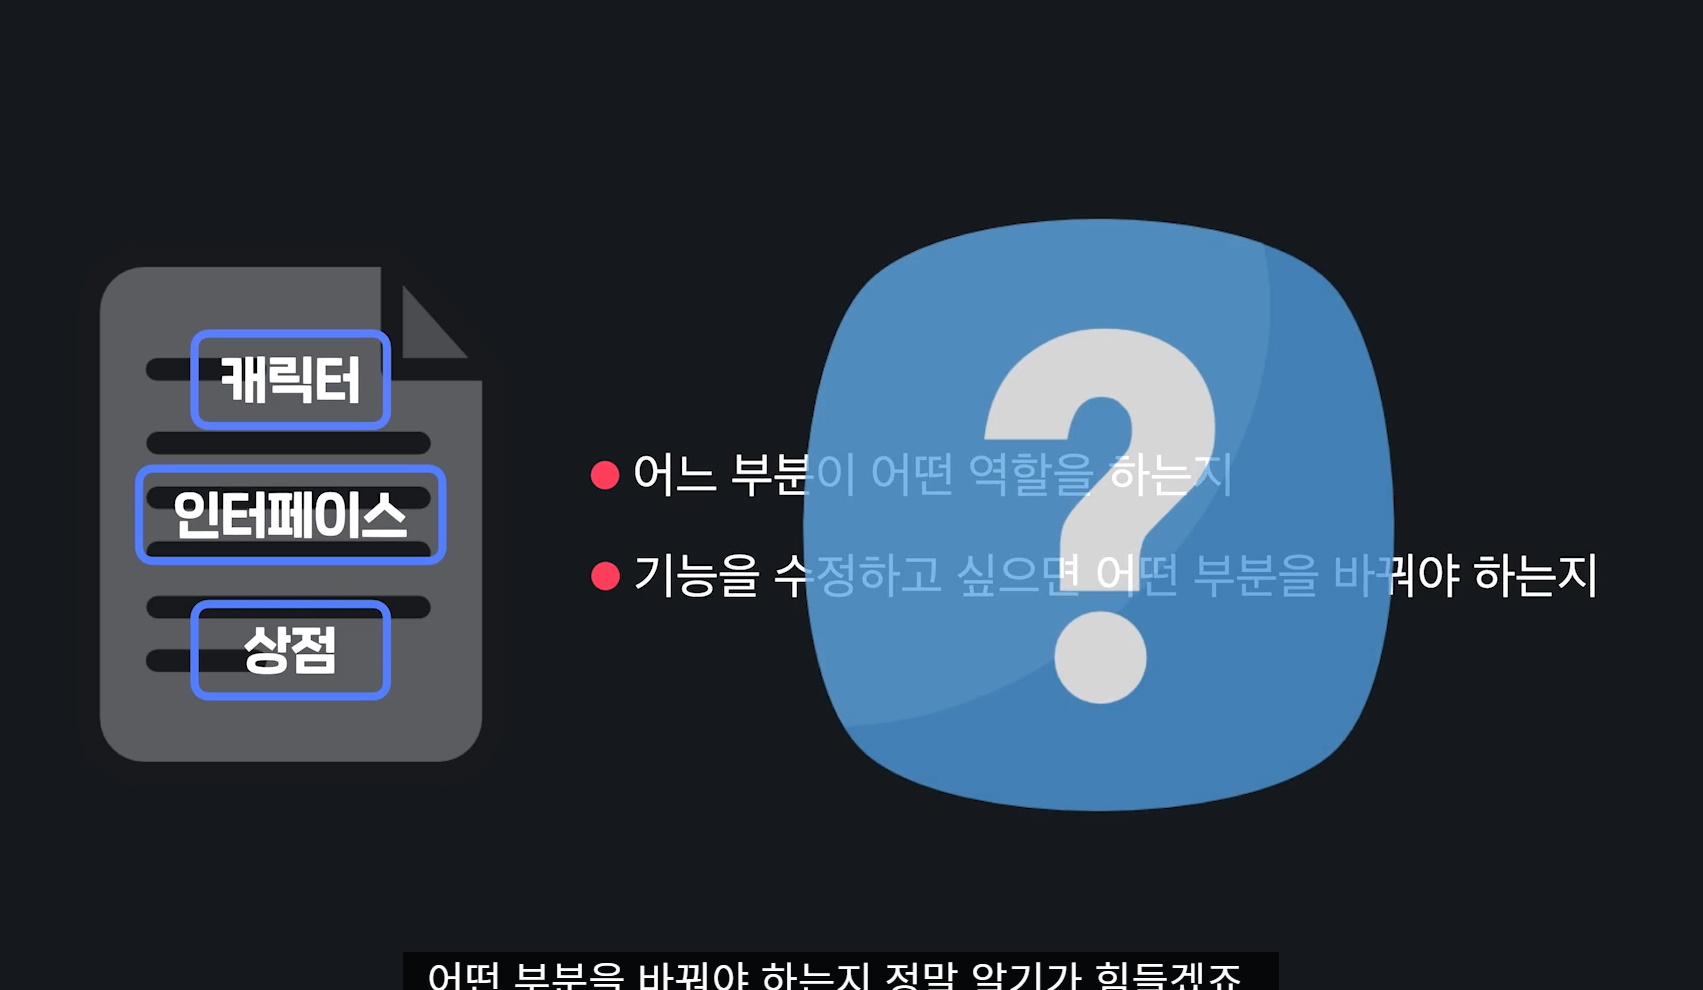 캐릭터
인터페이스
상점
어느 부분이 어떤 역할을 하는지
기능을 수정하고 싶으면 어떤 부분을 바꿔야 하는지
?
어떤 부분을 바꿔야 하는지 정말 알기가 힘들겠죠